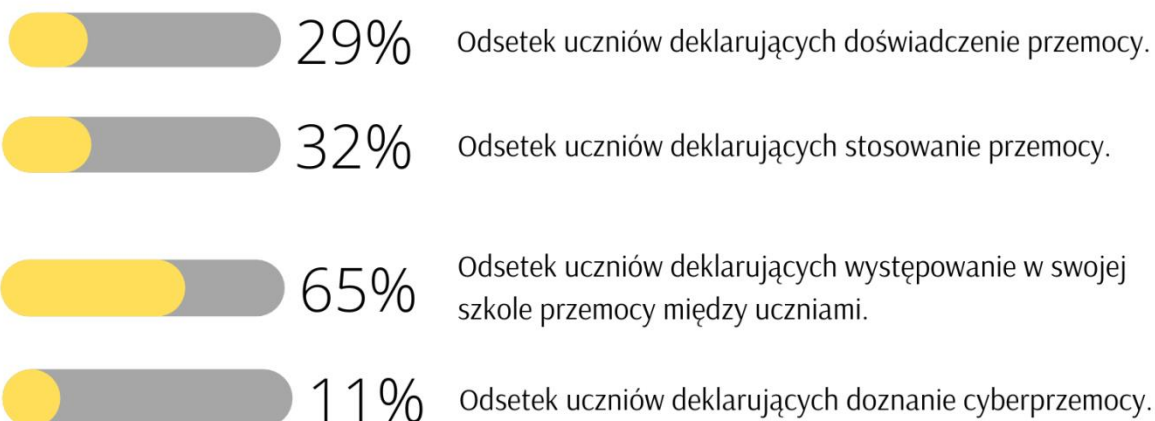 29% Odsetek uczniów deklarujących doświadczenie przemocy.
32% Odsetek uczniów deklarujących stosowanie przemocy.
65% Odsetek uczniów deklarujących występowanie w swojej
szkole przemocy między uczniami.
11% Odsetek uczniów deklarujących doznanie cyberprzemocy.